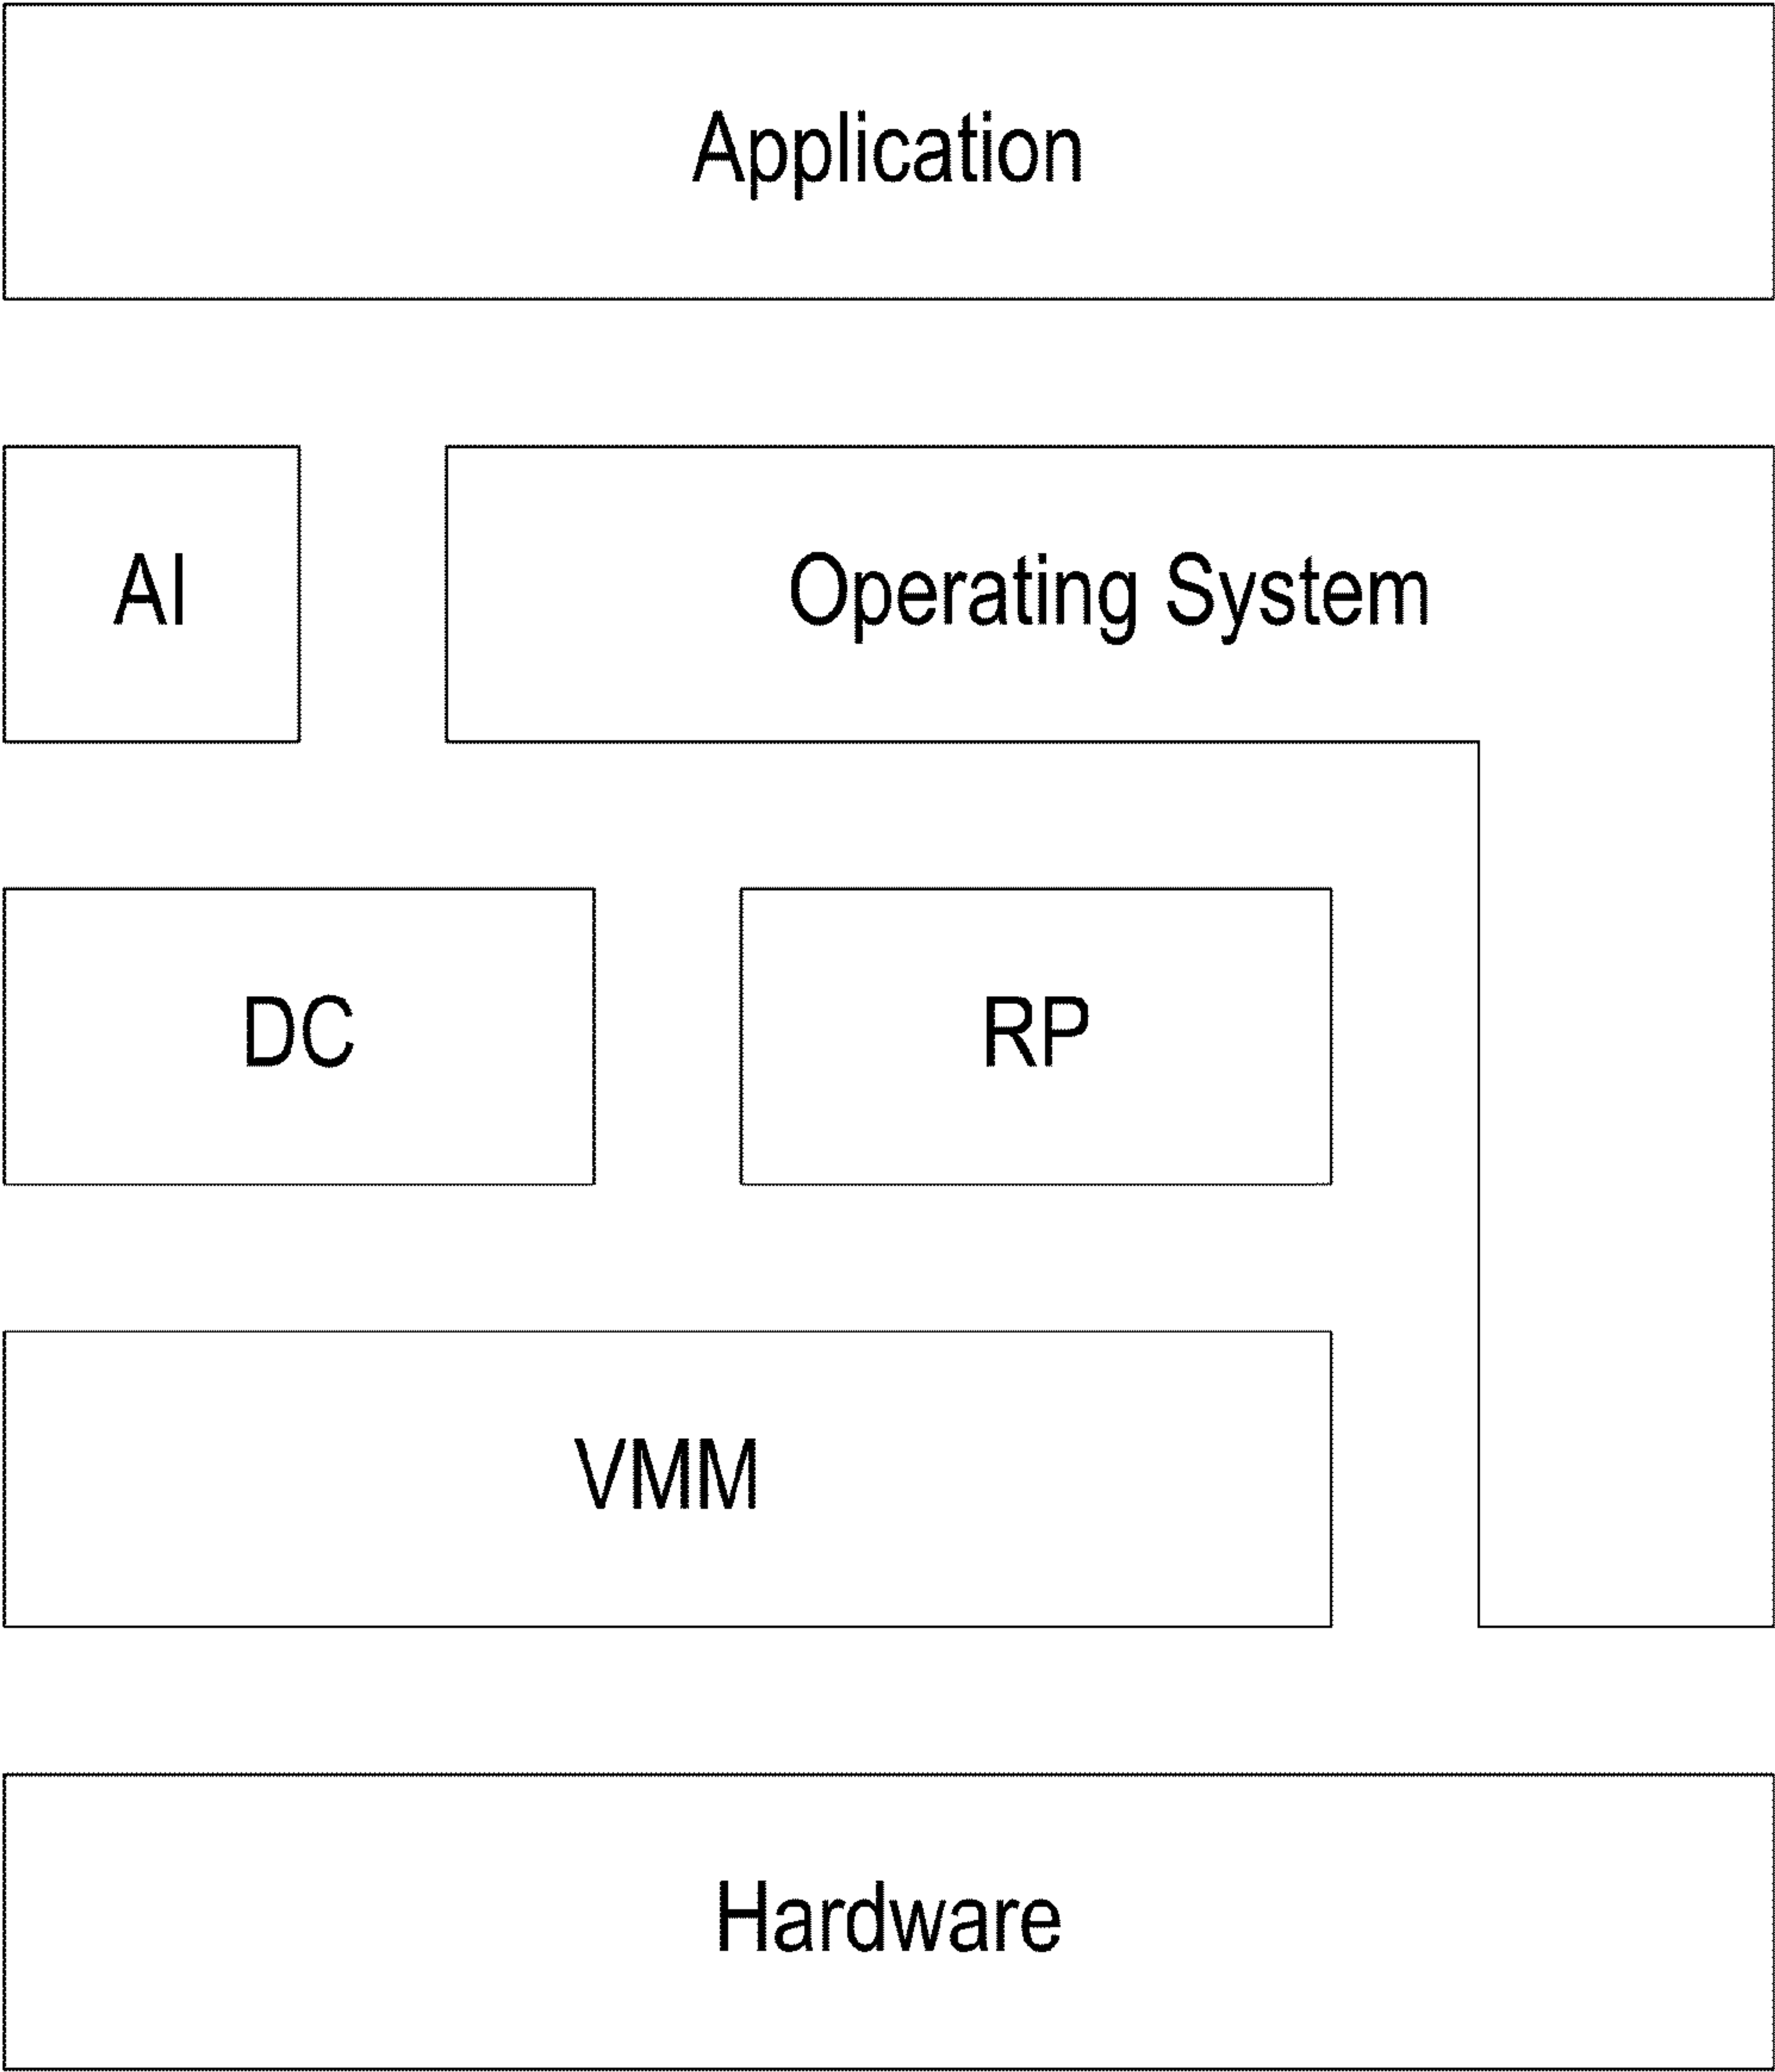 Application
AI
Operating System
DC
RP
VMM
Hardware